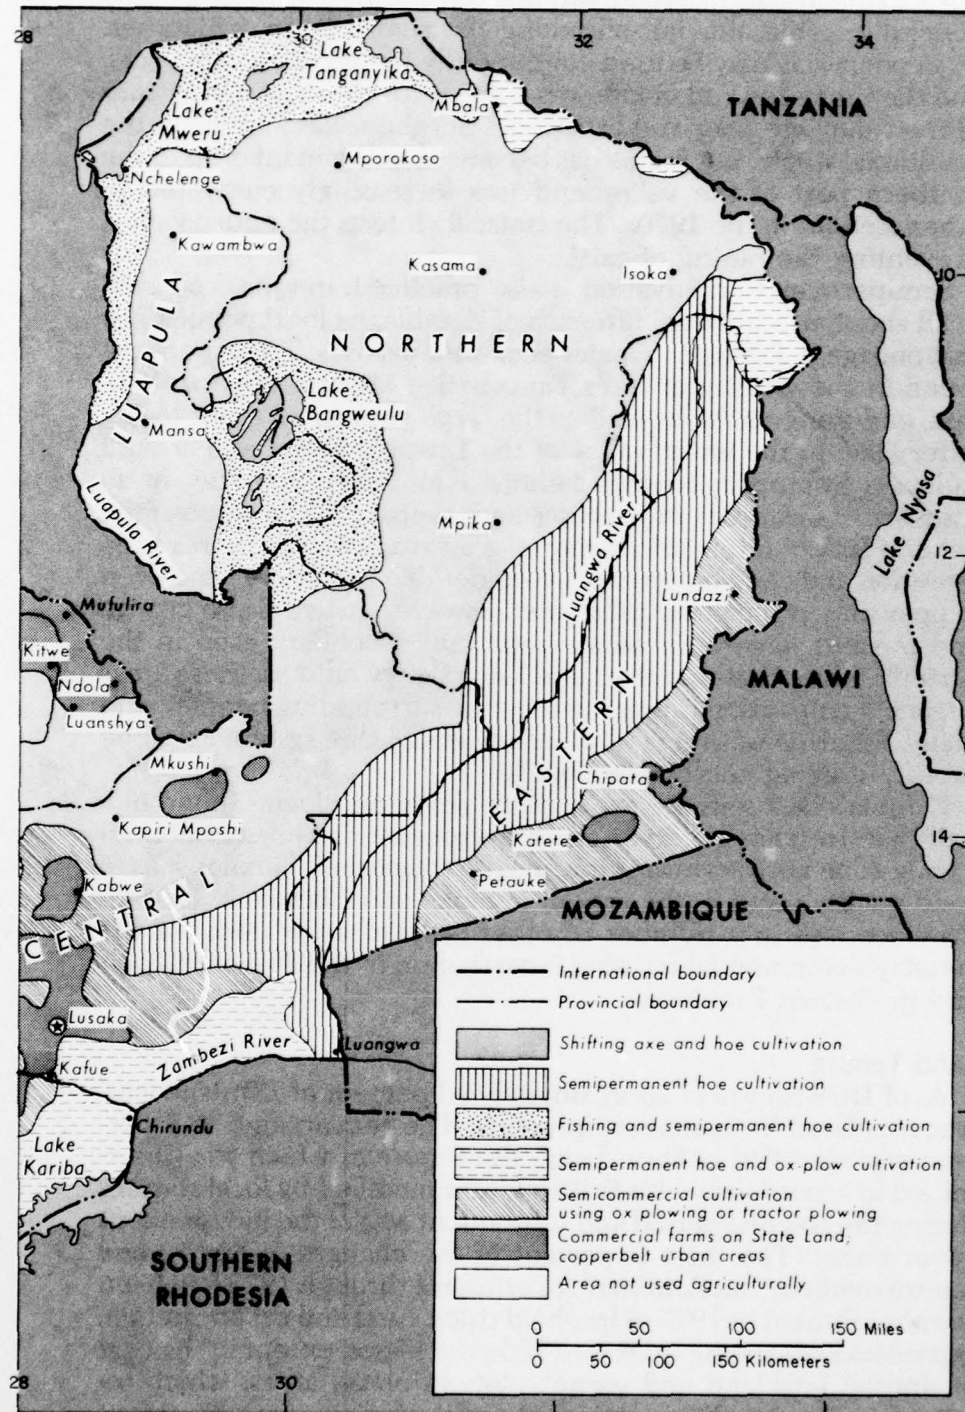 28
30
32
34
Lake
Tanganyika
TANZANIA
Mbala
Lake
Mweru
Mporokoso
Nchelenge
Kawambwa
Kasama
Isoka
10
LUAPULA
NORTHERN
Lake
Bangweulu
Mansa
Luapula River
Mpika
Luangwa River
Lake Nyasa
12
Lundazi
Mufulira
Kitwe
Ndola
Luanshya
MALAWI
EASTERN
Mkushi
Chipata
Kapiri Mposhi
Katete
14
Kabwe
Petauke
CENTRAL
MOZAMBIQUE
Lusaka
Zambezi River
Luangwa
Kafue
Chirundu
Lake
Kariba
SOUTHERN
RHODESIA
International boundary
Provincial boundary
Shifting axe and hoe cultivation
Semipermanent hoe cultivation
Fishing and semipermanent hoe cultivation
Semipermanent hoe and ox plow cultivation
Semicommercial cultivation
using ox plowing or tractor plowing
Commercial farms on State Land;
copperbelt urban areas
Area not used agriculturally
0 50 100 150 Miles
0 50 100 150 Kilometers
28
30